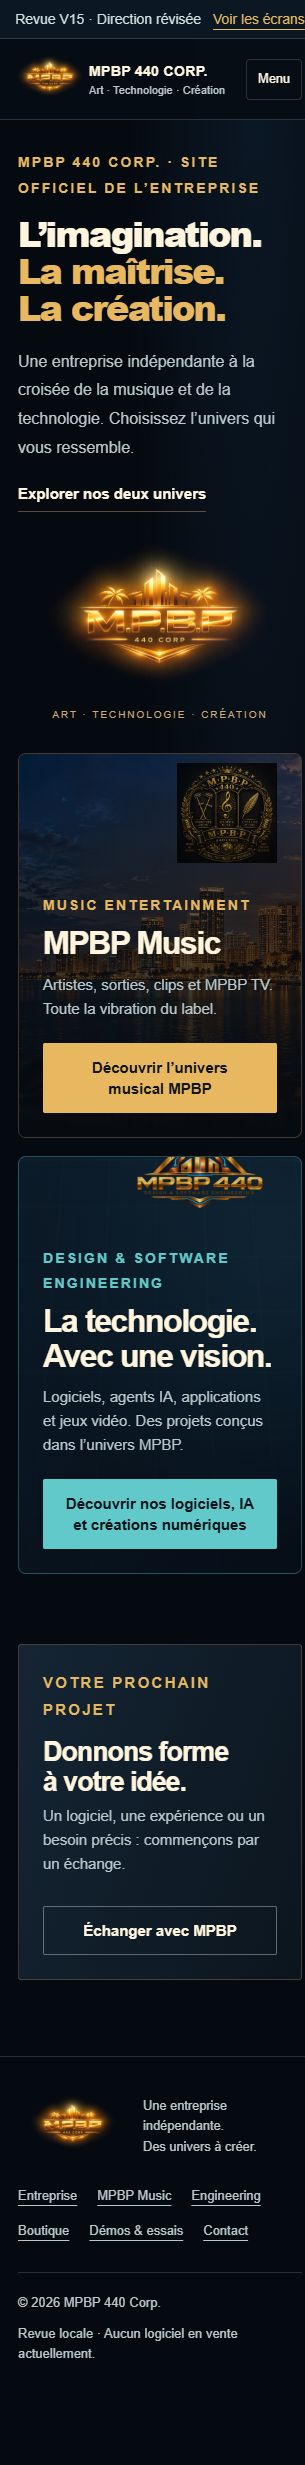 Revue V15 · Direction révisée Voir les écrans
MPBP 440 CORP.
Art · Technologie · Création
Menu
MPBP 440 CORP. · SITE
OFFICIEL DE L’ENTREPRISE
L’imagination.
La maîtrise.
La création.
Une entreprise indépendante à la
croisée de la musique et de la
technologie. Choisissez l’univers qui
vous ressemble.
Explorer nos deux univers
M.P.B.P
440 CORP
ART · TECHNOLOGIE · CRÉATION
M·P·B·P
440
M·P·B·P
MUSIC ENTERTAINMENT
MPBP Music
Artistes, sorties, clips et MPBP TV.
Toute la vibration du label.
Découvrir l’univers
musical MPBP
MPBP 440
DESIGN & SOFTWARE ENGINEERING
DESIGN & SOFTWARE
ENGINEERING
La technologie.
Avec une vision.
Logiciels, agents IA, applications
et jeux vidéo. Des projets conçus
dans l’univers MPBP.
Découvrir nos logiciels, IA
et créations numériques
VOTRE PROCHAIN
PROJET
Donnons forme
à votre idée.
Un logiciel, une expérience ou un
besoin précis : commençons par
un échange.
Échanger avec MPBP
M.P.B.P
440 CORP
Une entreprise
indépendante.
Des univers à créer.
Entreprise MPBP Music Engineering
Boutique Démos & essais Contact
© 2026 MPBP 440 Corp.
Revue locale · Aucun logiciel en vente
actuellement.